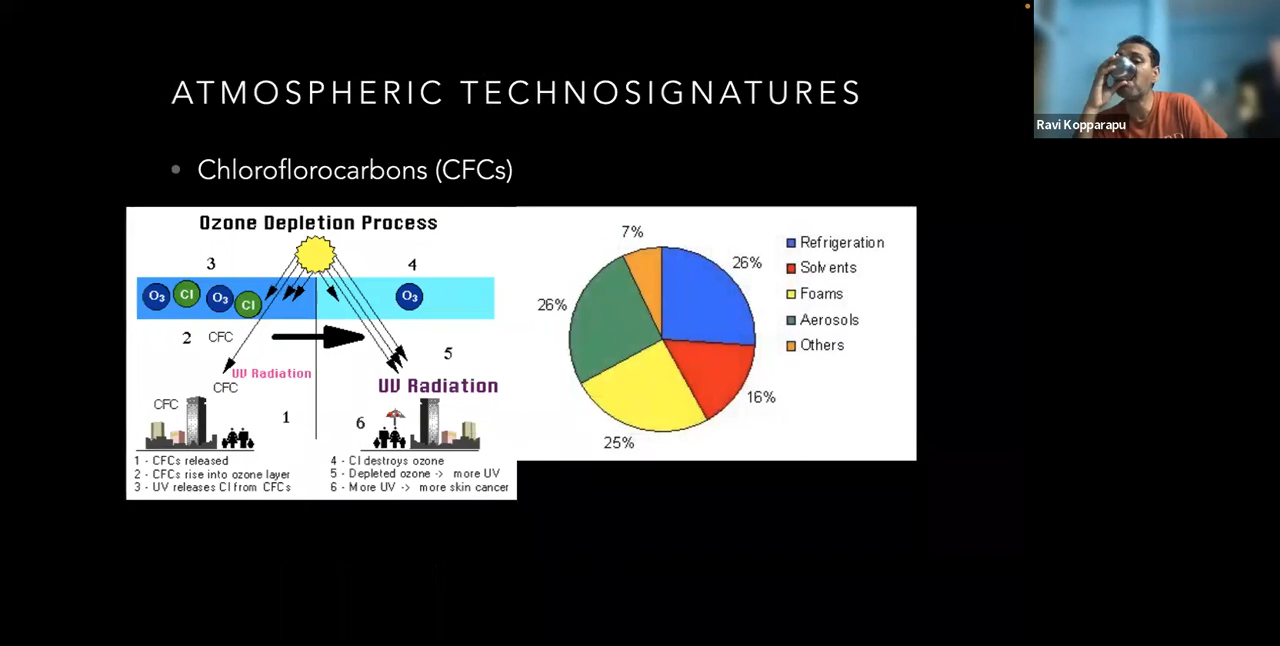 ATMOSPHERIC TECHNOSIGNATURES
Ravi Kopparapu
• Chloroflorocarbons (CFCs)
Ozone Depletion Process
3
4
O3
Cl
O3
Cl
O3
2
CFC
5
UV Radiation
UV Radiation
CFC
CFC
1
6
1 - CFCs released
2 - CFCs rise into ozone layer
3 - UV releases Cl from CFCs
4 - Cl destroys ozone
5 - Depleted ozone -> more UV
6 - More UV -> more skin cancer
7%
26%
26%
16%
25%
Refrigeration
Solvents
Foams
Aerosols
Others